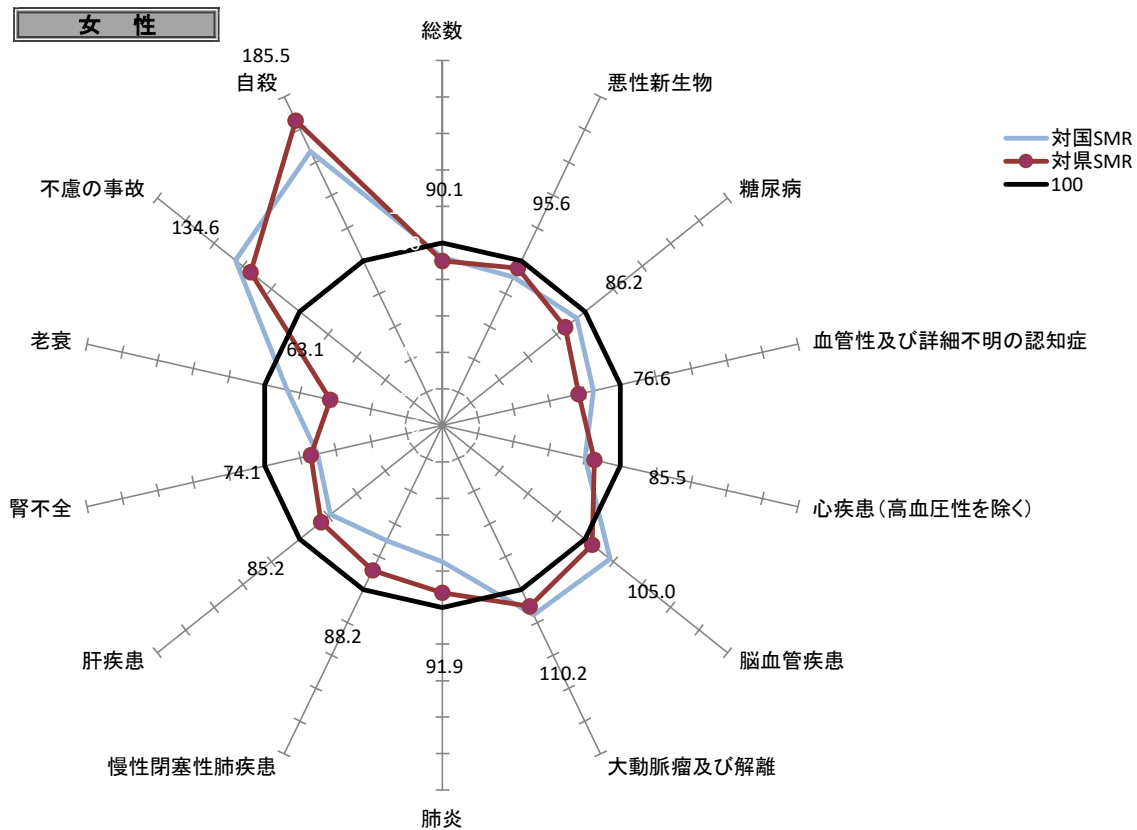 女 性
総数
185.5
自殺
悪性新生物
対国SMR
対県SMR
100
不慮の事故
糖尿病
90.1
95.6
134.6
86.2
老衰
血管性及び詳細不明の認知症
63.1
76.6
74.1
85.5
腎不全
心疾患(高血圧性を除く)
85.2
105.0
88.2
91.9
110.2
肝疾患
脳血管疾患
慢性閉塞性肺疾患
大動脈瘤及び解離
肺炎